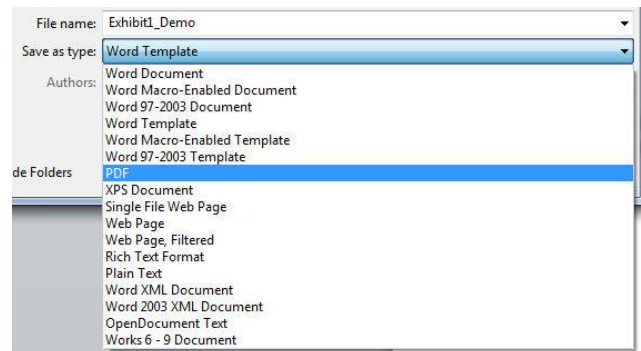 File name: Exhibit1_Demo
Save as type: Word Template
Authors:
Word Document
Word Macro-Enabled Document
Word 97-2003 Document
Word Template
Word Macro-Enabled Template
Word 97-2003 Template
de Folders
PDF
XPS Document
Single File Web Page
Web Page
Web Page, Filtered
Rich Text Format
Plain Text
Word XML Document
Word 2003 XML Document
OpenDocument Text
Works 6 - 9 Document